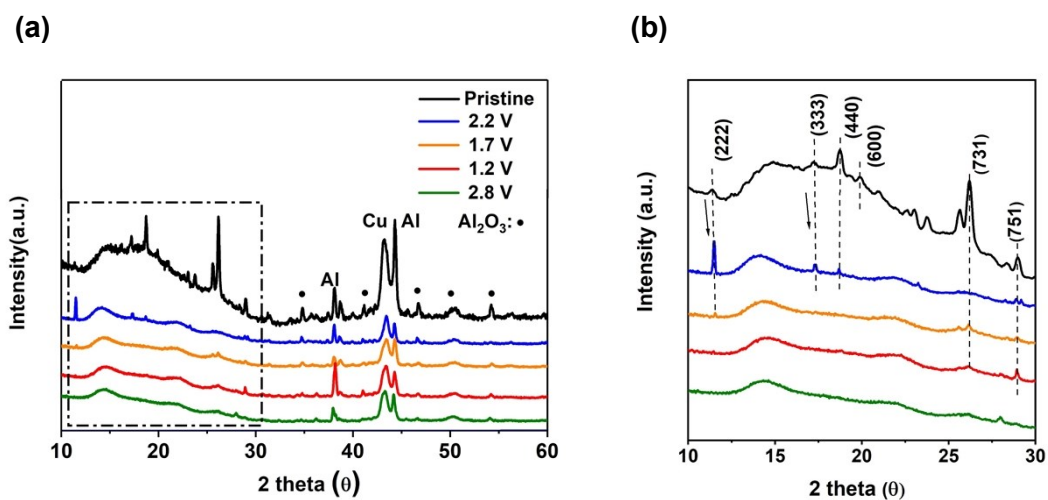 (a)
Intensity(a.u.)
Pristine
2.2 V
1.7 V
1.2 V
2.8 V
Cu Al Al₂O₃: •
Al
10 20 30 40 50 60
2 theta (θ)
(b)
Intensity (a.u.)
(222)
(333)
(440)
(600)
(731)
(751)
10 15 20 25 30
2 theta (θ)